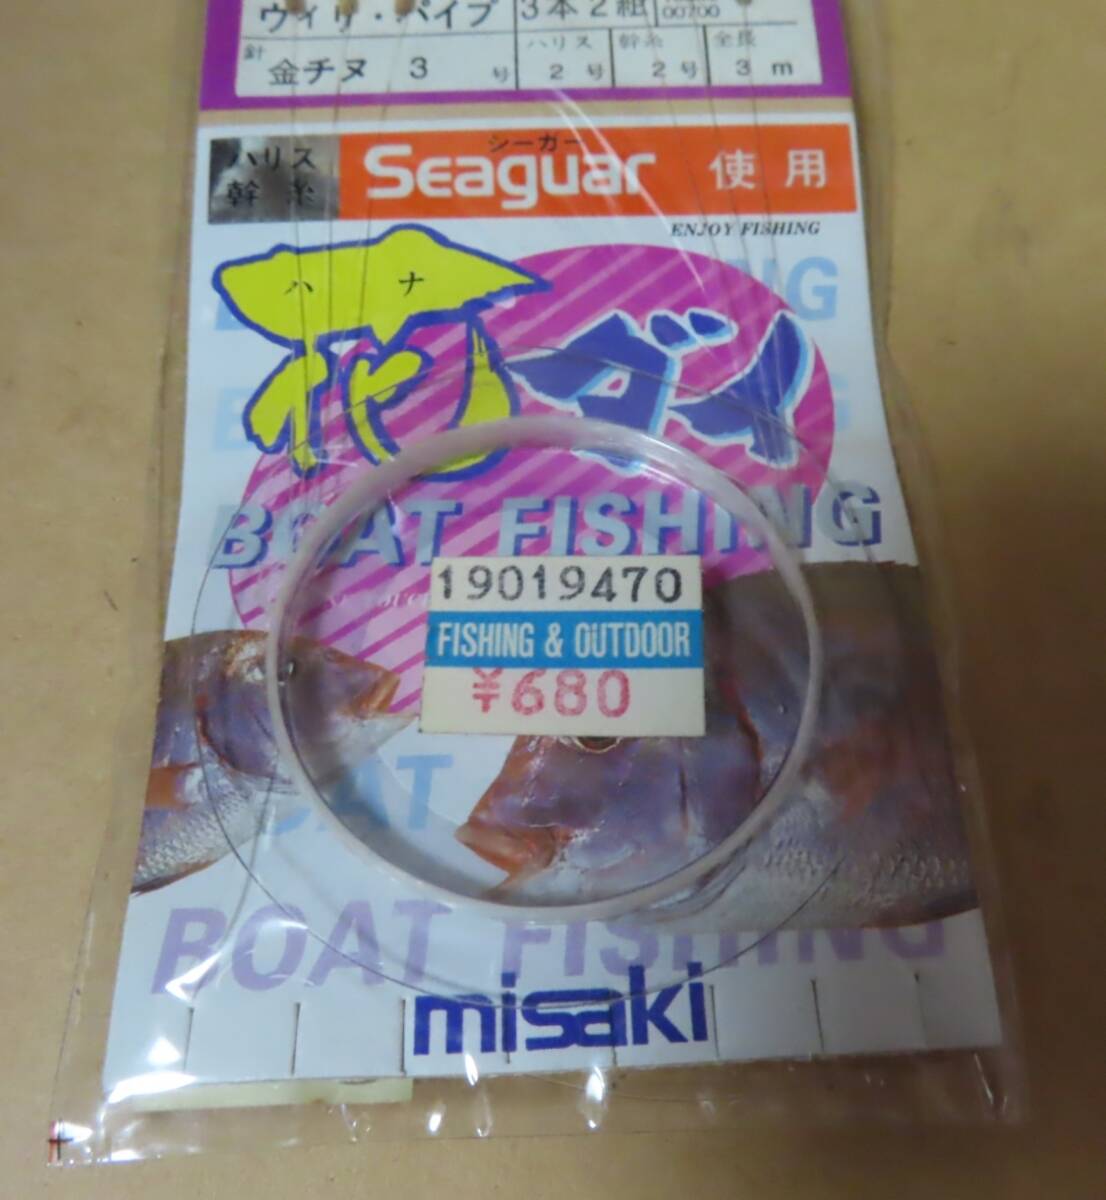 ウィリ・パイプ 3本2組 00700
針 金チヌ 3 号 ハリス 2 号 幹糸 2 号 全長 3 m
ハリス 幹糸 シーガー Seaguar 使用
ENJOY FISHING
ハナ
花ダイ
BOAT FISHING
19019470
FISHING & OUTDOOR
¥680
BOAT
BOAT FISHING
misaki